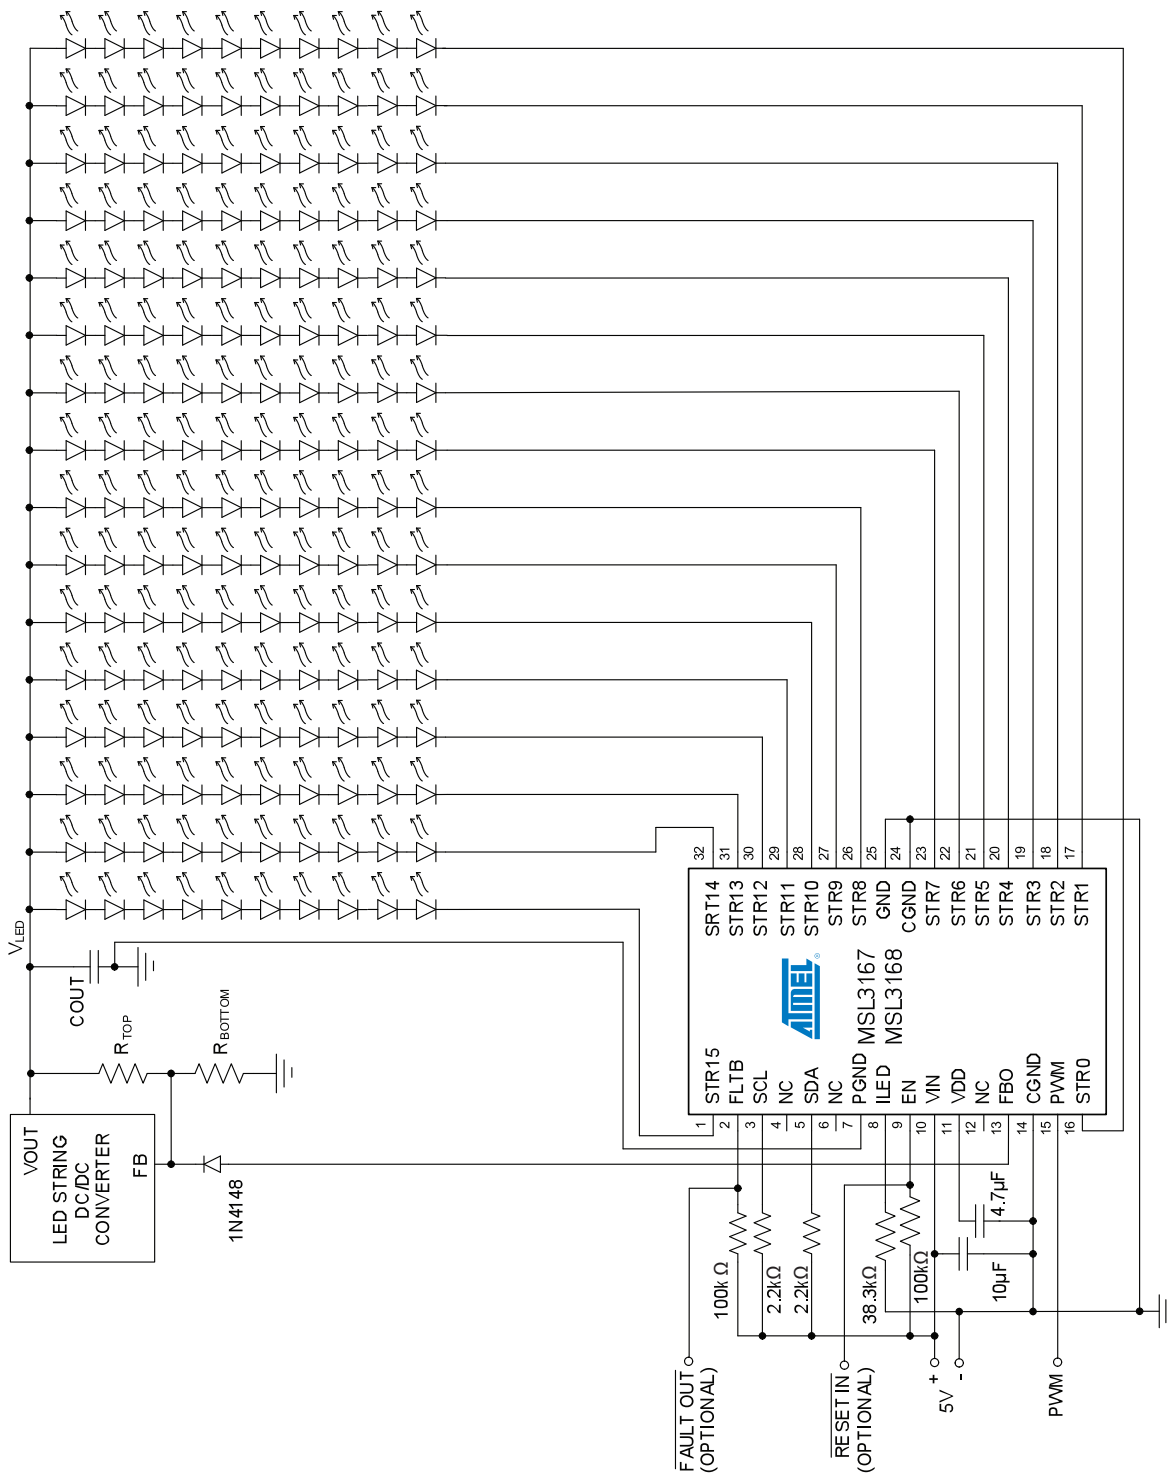 V_LED
COUT
R_TOP
R_BOTTOM
VOUT
LED STRING
DC/DC
CONVERTER
FB
1N4148
32
31
30
29
28
27
26
25
24
23
22
21
20
19
18
17
SRT14
STR13
STR12
STR11
STR10
STR9
STR8
GND
CGND
STR7
STR6
STR5
STR4
STR3
STR2
STR1
ATMEL
®
MSL3167
MSL3168
STR15
FLTB
SCL
NC
SDA
NC
PGND
ILED
EN
VIN
VDD
NC
FBO
CGND
PWM
STR0
1
2
3
4
5
6
7
8
9
10
11
12
13
14
15
16
100k Ω
2.2kΩ
2.2kΩ
38.3kΩ
100kΩ
10µF
4.7µF
FAULT OUT
(OPTIONAL)
RESET IN
(OPTIONAL)
5V
+
-
PWM